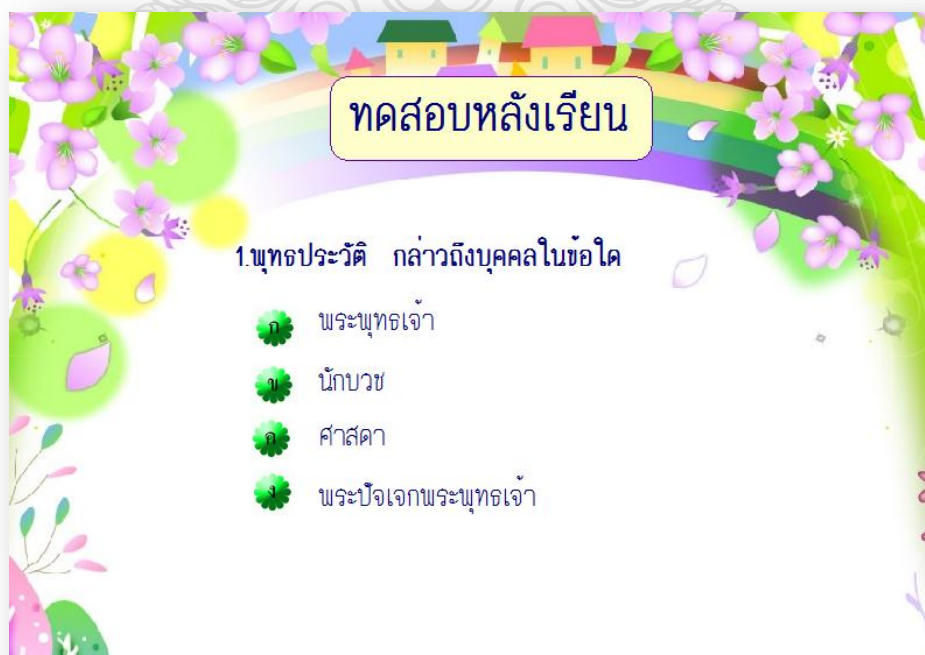 ทดสอบหลังเรียน
1.พุทธประวัติ กล่าวถึงบุคคลในข้อใด
ก พระพุทธเจ้า
ข นักบวช
ค ศาสดา
ง พระปัจเจกพระพุทธเจ้า